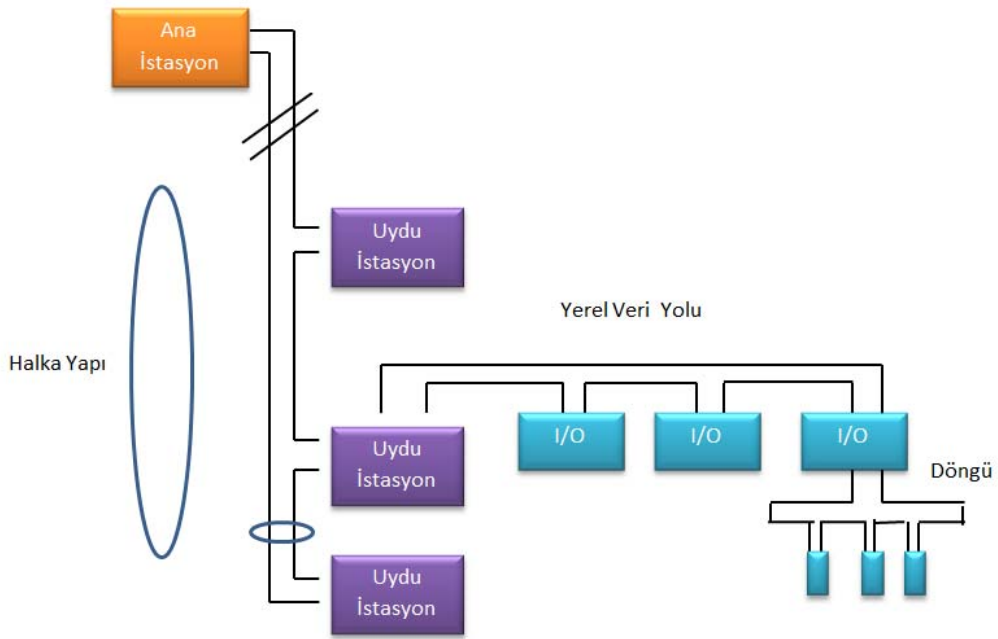 Ana
İstasyon
Uydu
İstasyon
Yerel Veri Yolu
Halka Yapı
Uydu
İstasyon
I/O
I/O
I/O
Döngü
Uydu
İstasyon